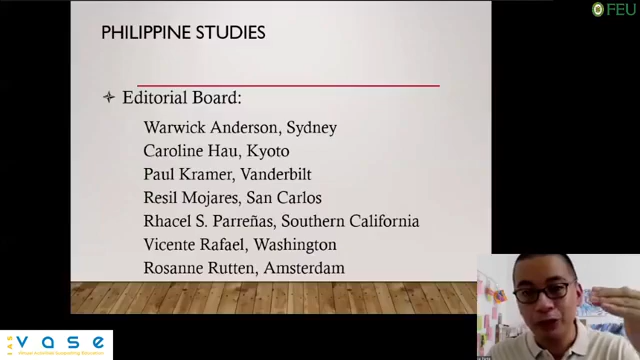 FEU
PHILIPPINE STUDIES
Editorial Board:
Warwick Anderson, Sydney
Caroline Hau, Kyoto
Paul Kramer, Vanderbilt
Resil Mojares, San Carlos
Rhacel S. Parreñas, Southern California
Vicente Rafael, Washington
Rosanne Rutten, Amsterdam
IAS
vase